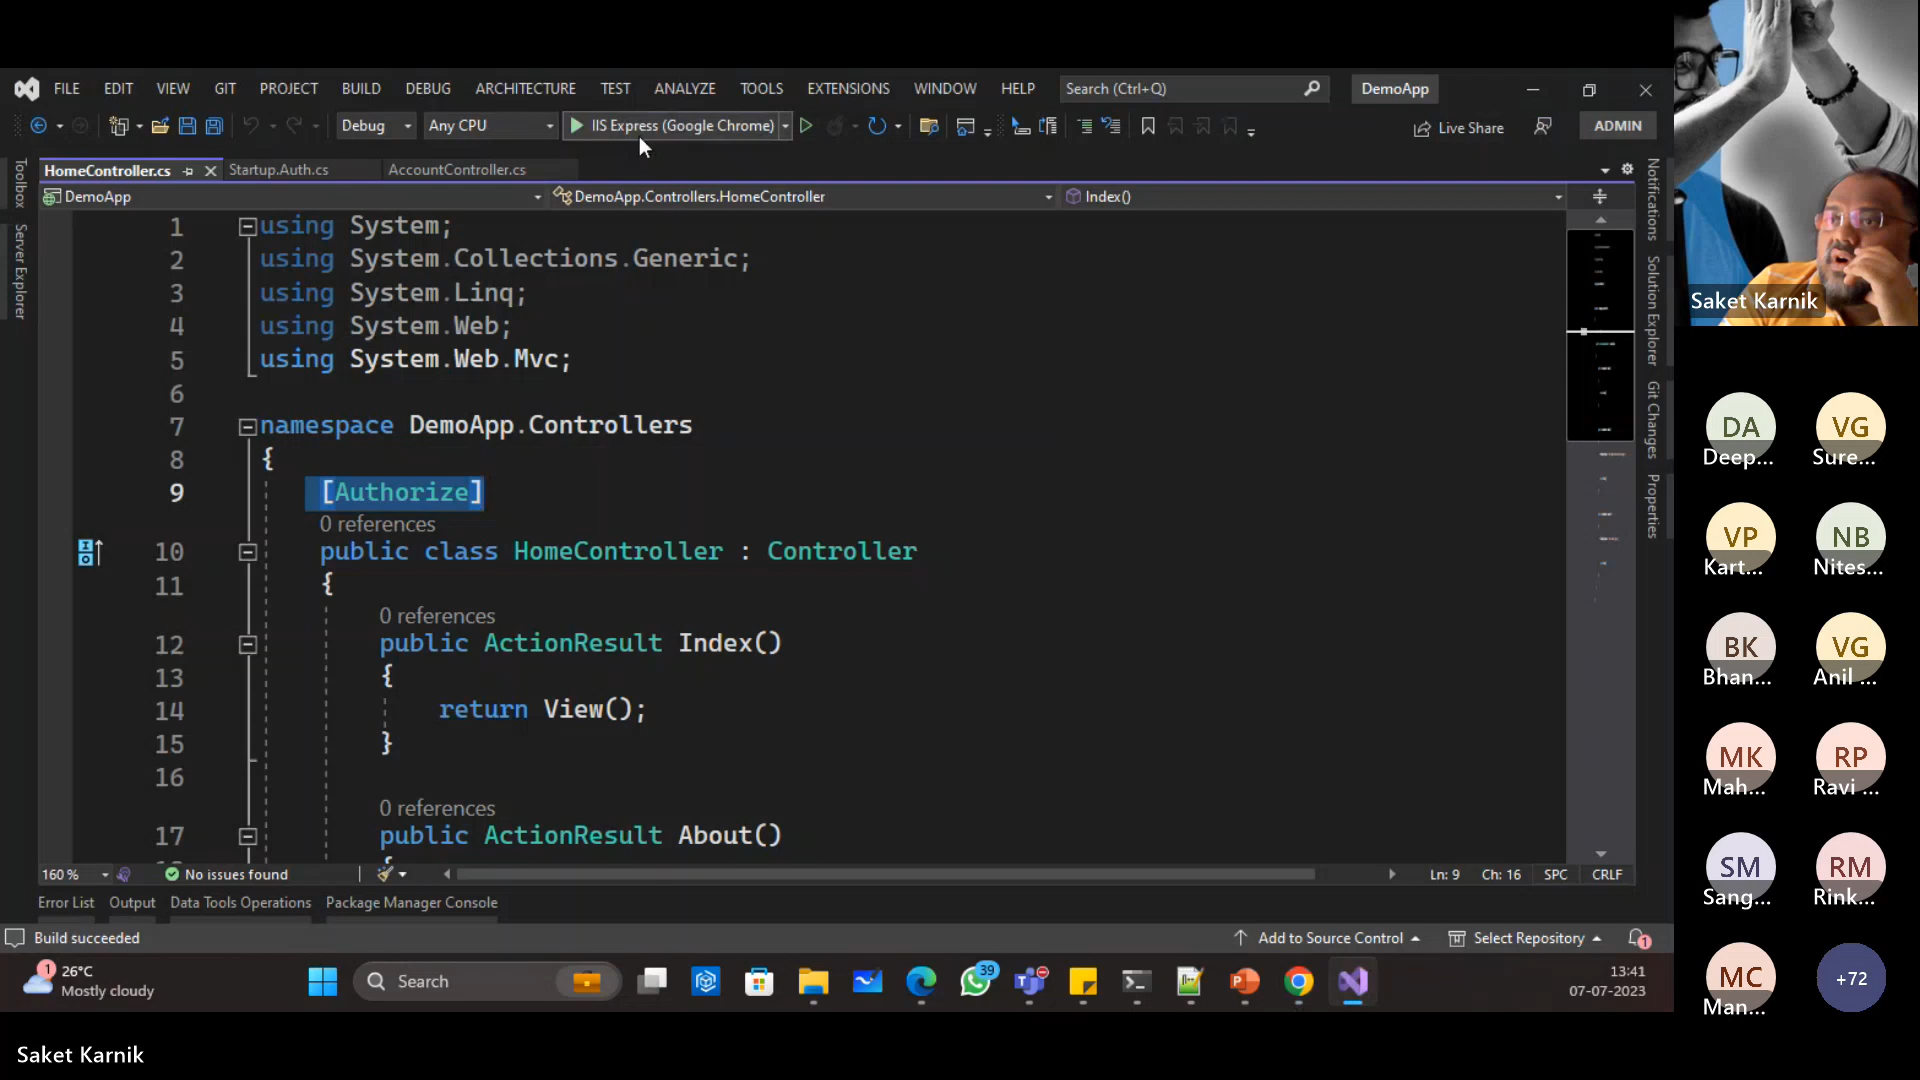 FILE EDIT VIEW GIT PROJECT BUILD DEBUG ARCHITECTURE TEST ANALYZE TOOLS EXTENSIONS WINDOW HELP Search (Ctrl+Q) DemoApp
Debug Any CPU IIS Express (Google Chrome) Live Share ADMIN
HomeController.cs Startup.Auth.cs AccountController.cs
DemoApp DemoApp.Controllers.HomeController Index()
Toolbox
Server Explorer
1 using System;
2 using System.Collections.Generic;
3 using System.Linq;
4 using System.Web;
5 using System.Web.Mvc;
6
7 namespace DemoApp.Controllers
8 {
9 [Authorize]
0 references
10 public class HomeController : Controller
11 {
0 references
12 public ActionResult Index()
13 {
14 return View();
15 }
16
0 references
17 public ActionResult About()
{
160 % No issues found Ln: 9 Ch: 16 SPC CRLF
Error List Output Data Tools Operations Package Manager Console
Build succeeded Add to Source Control Select Repository 1
Notifications
Solution Explorer
Git Changes
Properties
1 26°C
Mostly cloudy
Search
39
13:41
07-07-2023
Saket Karnik
Saket Karnik
DA VG
Deep... Sure...
VP NB
Kart... Nites...
BK VG
Bhan... Anil ...
MK RP
Mah... Ravi ...
SM RM
Sang... Rink...
MC +72
Man...